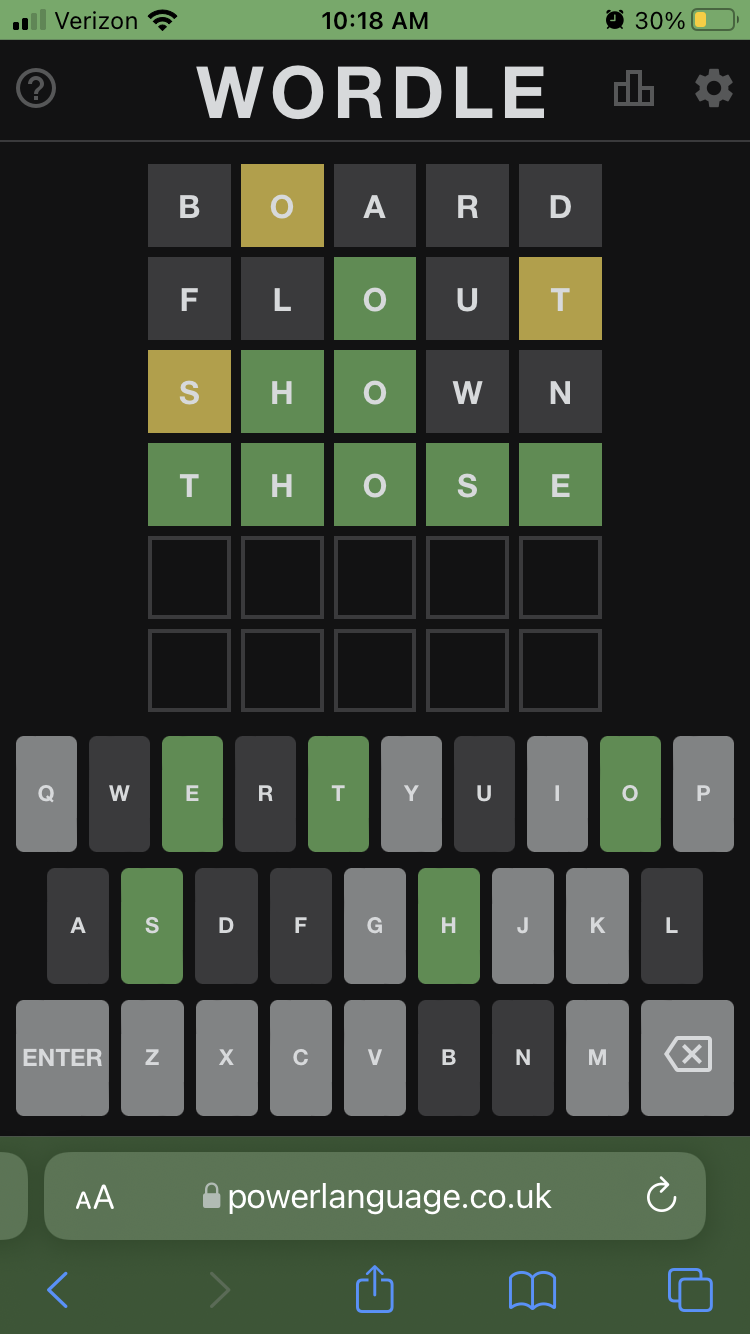 Verizon 10:18 AM 30%
? WORDLE
B O A R D
F L O U T
S H O W N
T H O S E
Q W E R T Y U I O P
A S D F G H J K L
ENTER Z X C V B N M
AA powerlanguage.co.uk